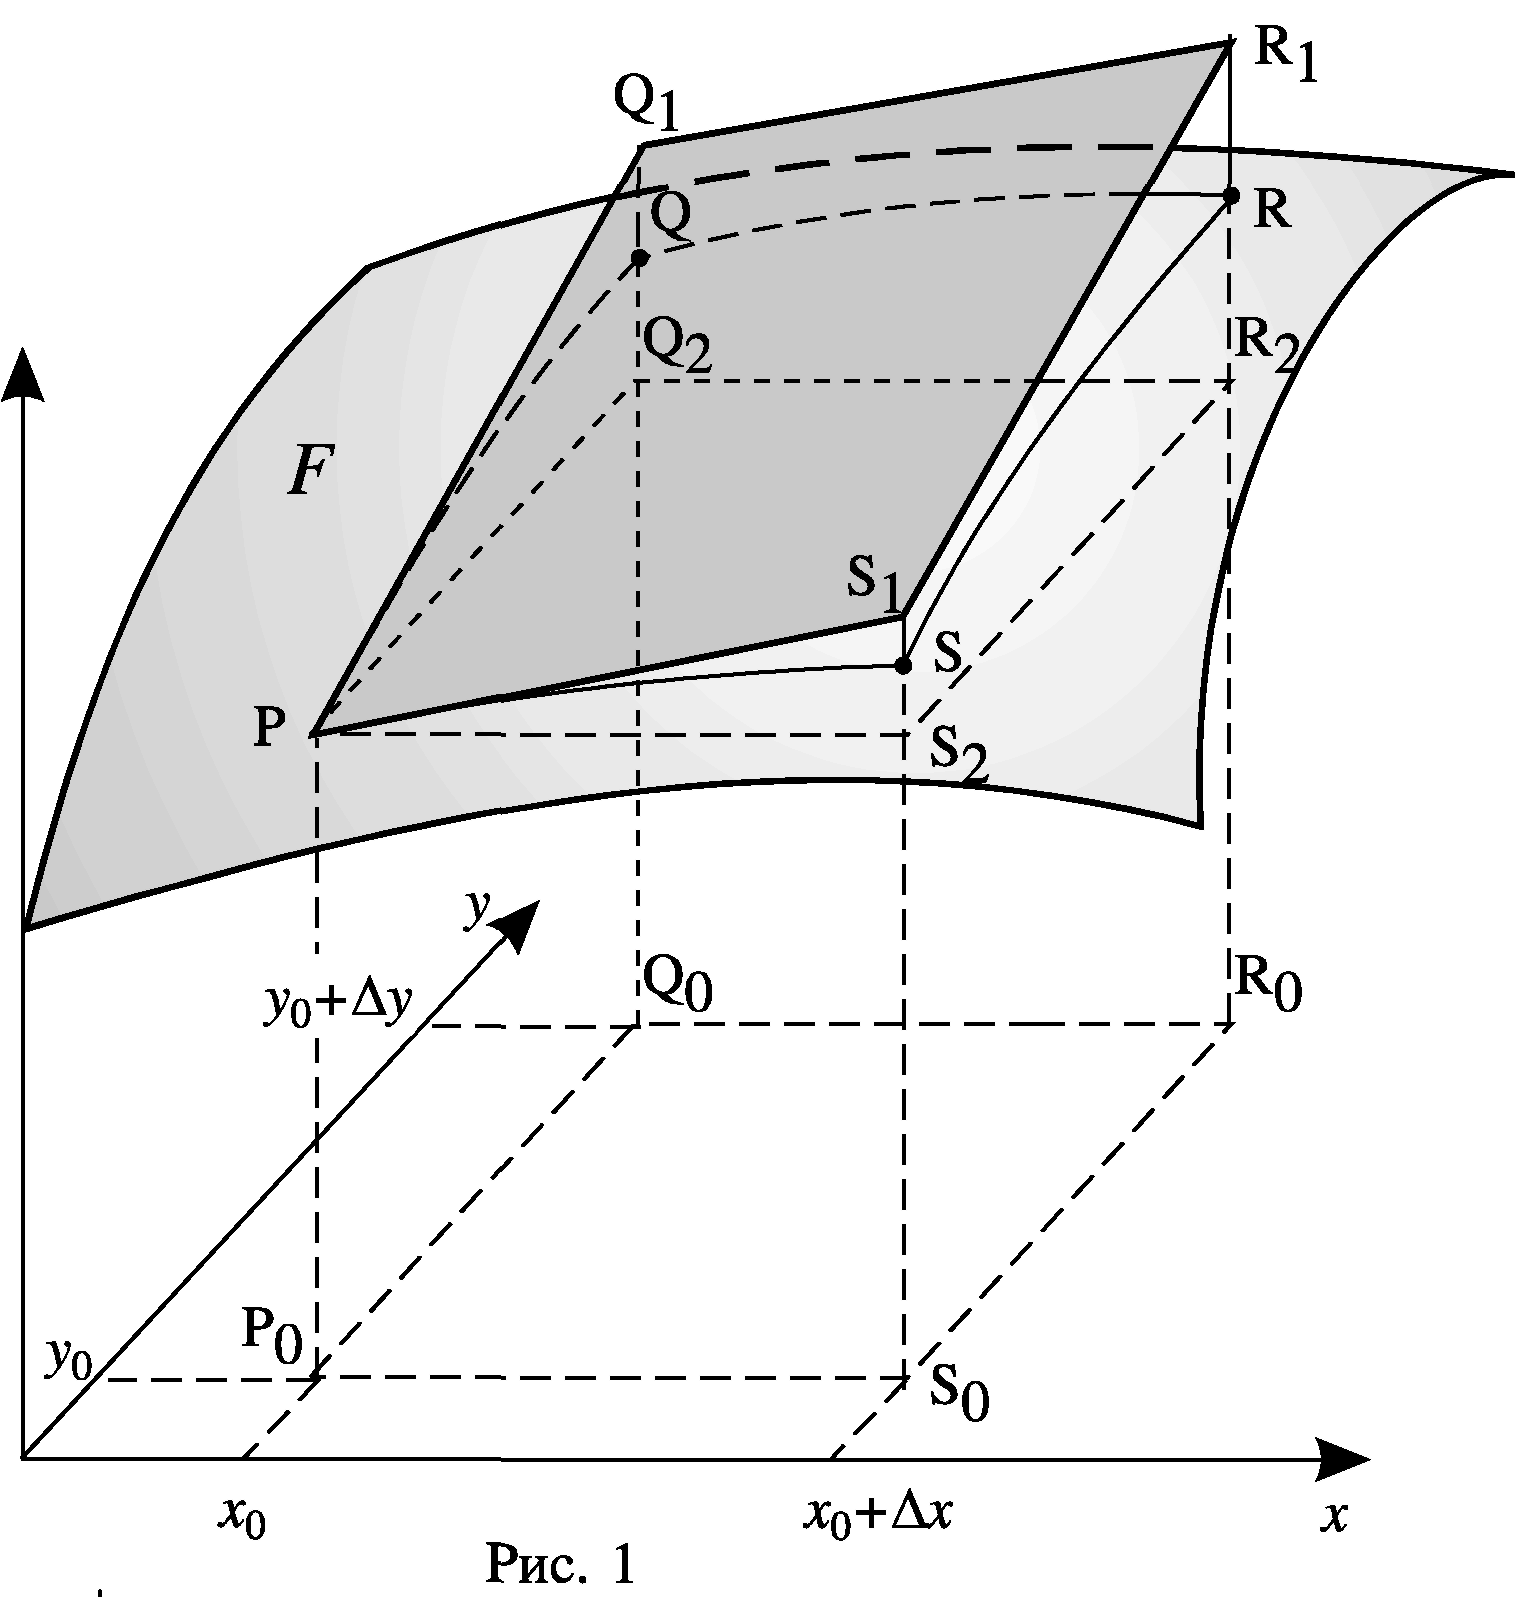 R₁
Q₁
Q
R
Q₂
R₂
F
S₁
S
P
S₂
y
y₀+Δy
Q₀
R₀
P₀
y₀
S₀
x₀
x₀+Δx
x
Рис. 1